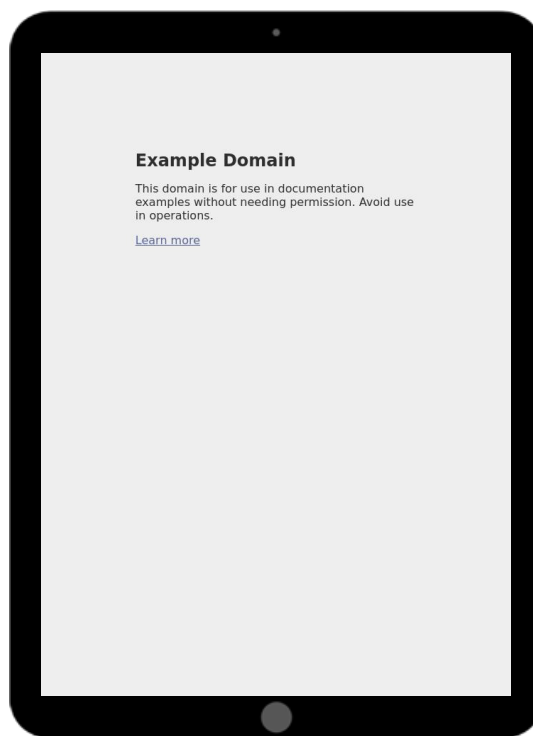 Example Domain
This domain is for use in documentation
examples without needing permission. Avoid use
in operations.
Learn more